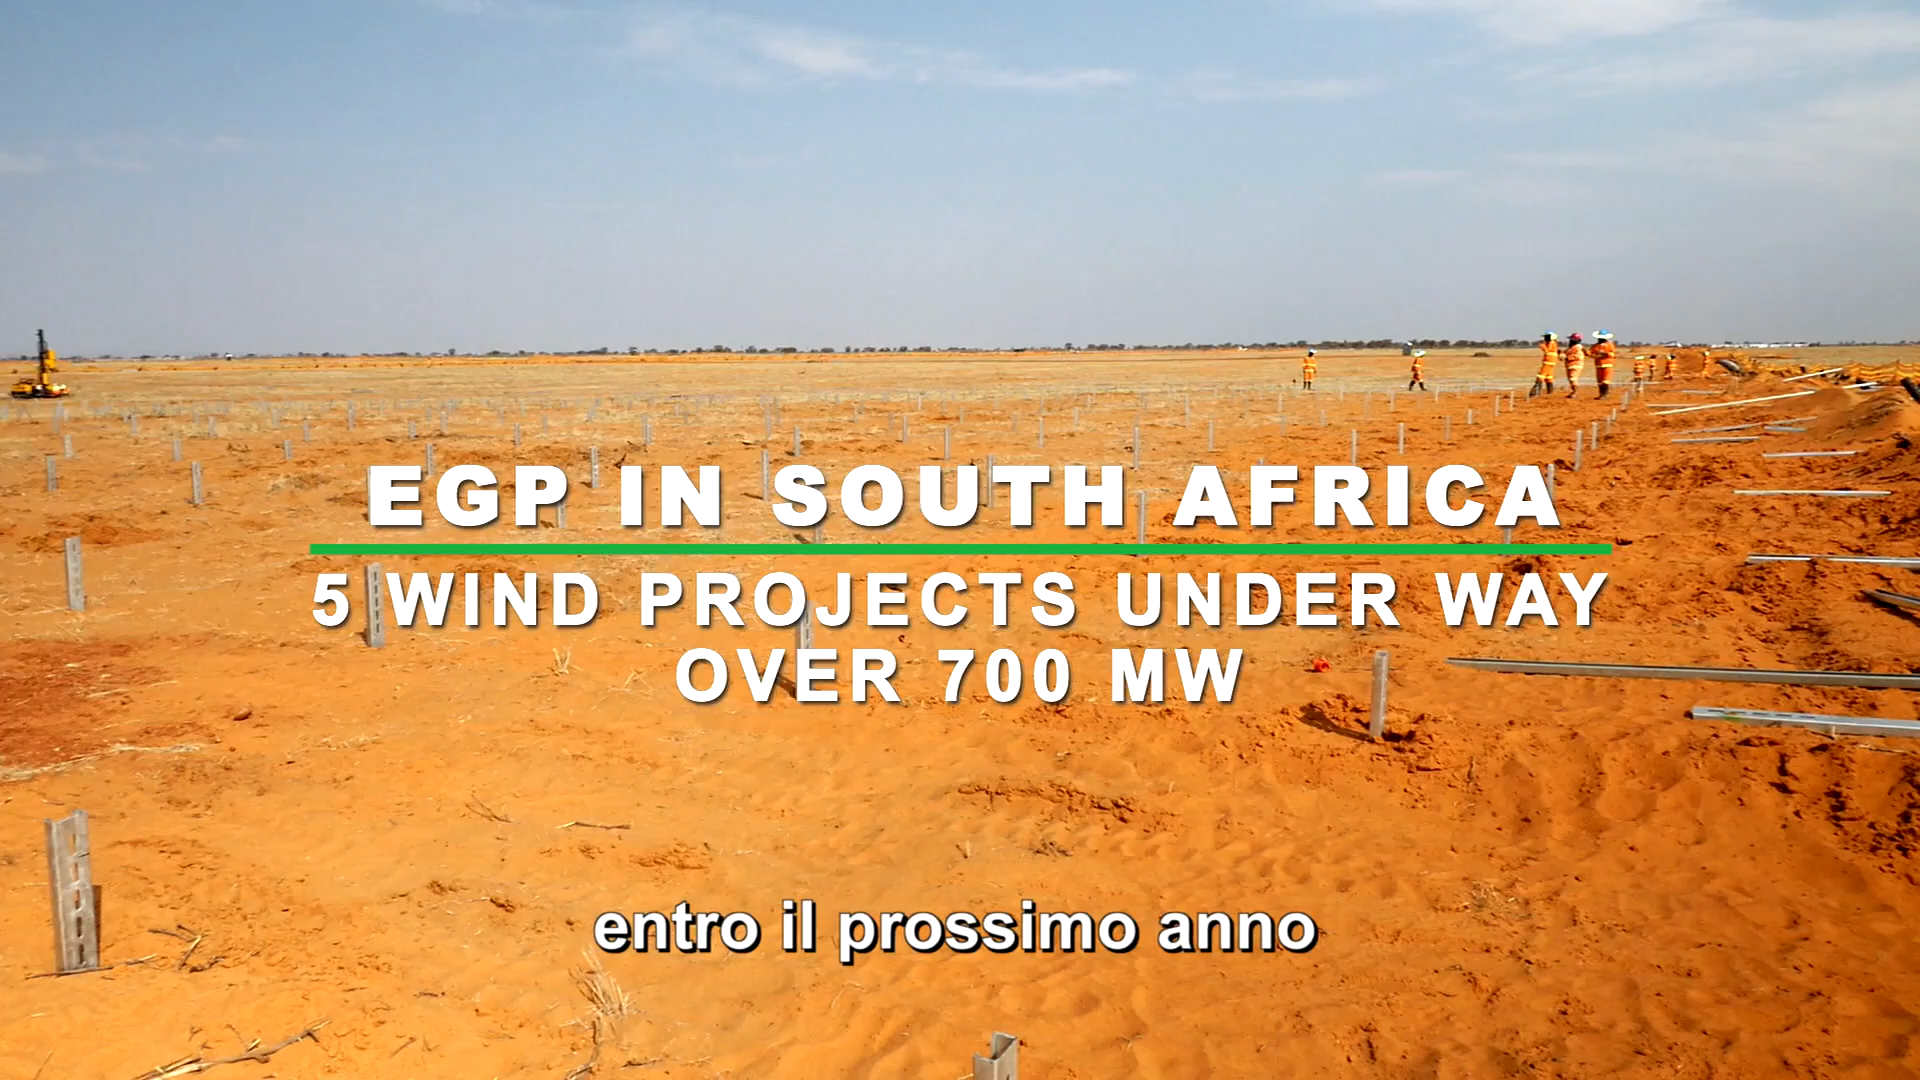 EGP IN SOUTH AFRICA
5 WIND PROJECTS UNDER WAY
OVER 700 MW
entro il prossimo anno